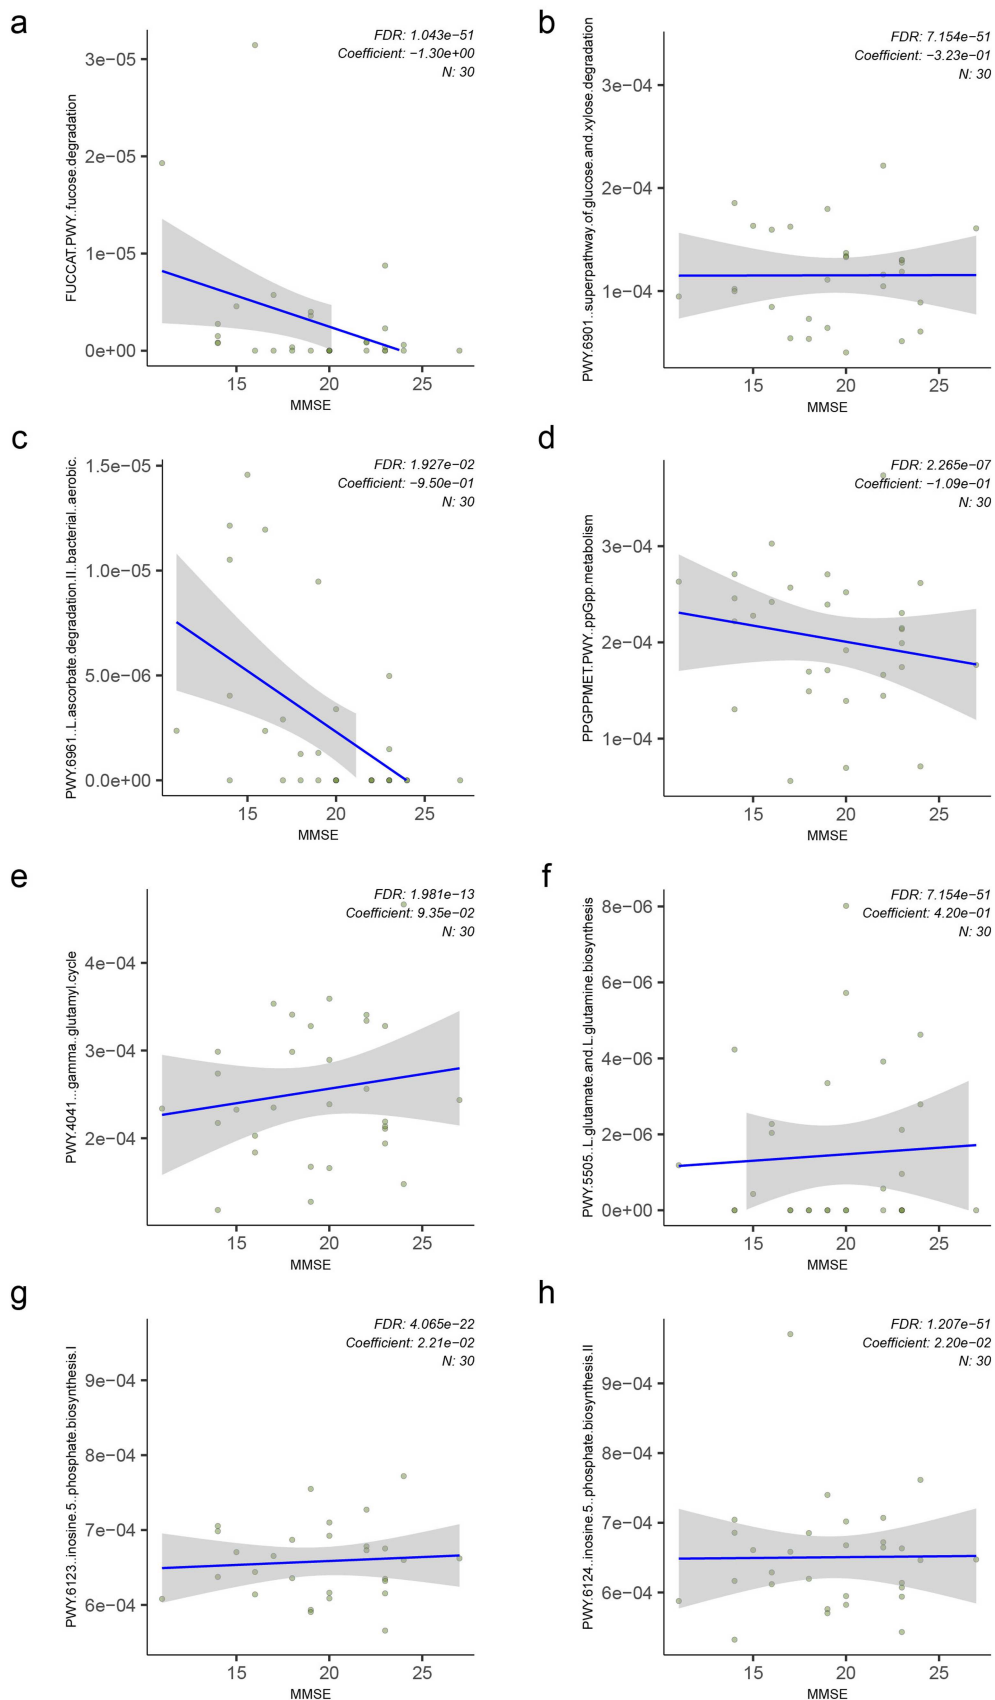 a
FDR: 1.043e−51
Coefficient: −1.30e+00
N: 30
FUCCAT.PWY..fucose.degradation
3e−05
2e−05
1e−05
0e+00
15 20 25
MMSE
b
FDR: 7.154e−51
Coefficient: −3.23e−01
N: 30
PWY.6901..superpathway.of.glucose.and.xylose.degradation
3e−04
2e−04
1e−04
15 20 25
MMSE
c
FDR: 1.927e−02
Coefficient: −9.50e−01
N: 30
PWY.6961..L.ascorbate.degradation.II..bacterial..aerobic.
1.5e−05
1.0e−05
5.0e−06
0.0e+00
15 20 25
MMSE
d
FDR: 2.265e−07
Coefficient: −1.09e−01
N: 30
PPGPPMET.PWY..ppGpp.metabolism
3e−04
2e−04
1e−04
15 20 25
MMSE
e
FDR: 1.981e−13
Coefficient: 9.35e−02
N: 30
PWY.4041...gamma..glutamyl.cycle
4e−04
3e−04
2e−04
15 20 25
MMSE
f
FDR: 7.154e−51
Coefficient: 4.20e−01
N: 30
PWY.5505..L.glutamate.and.L.glutamine.biosynthesis
8e−06
6e−06
4e−06
2e−06
0e+00
15 20 25
MMSE
g
FDR: 4.065e−22
Coefficient: 2.21e−02
N: 30
PWY.6123..inosine.5..phosphate.biosynthesis.I
9e−04
8e−04
7e−04
6e−04
15 20 25
MMSE
h
FDR: 1.207e−51
Coefficient: 2.20e−02
N: 30
PWY.6124..inosine.5..phosphate.biosynthesis.II
9e−04
8e−04
7e−04
6e−04
15 20 25
MMSE